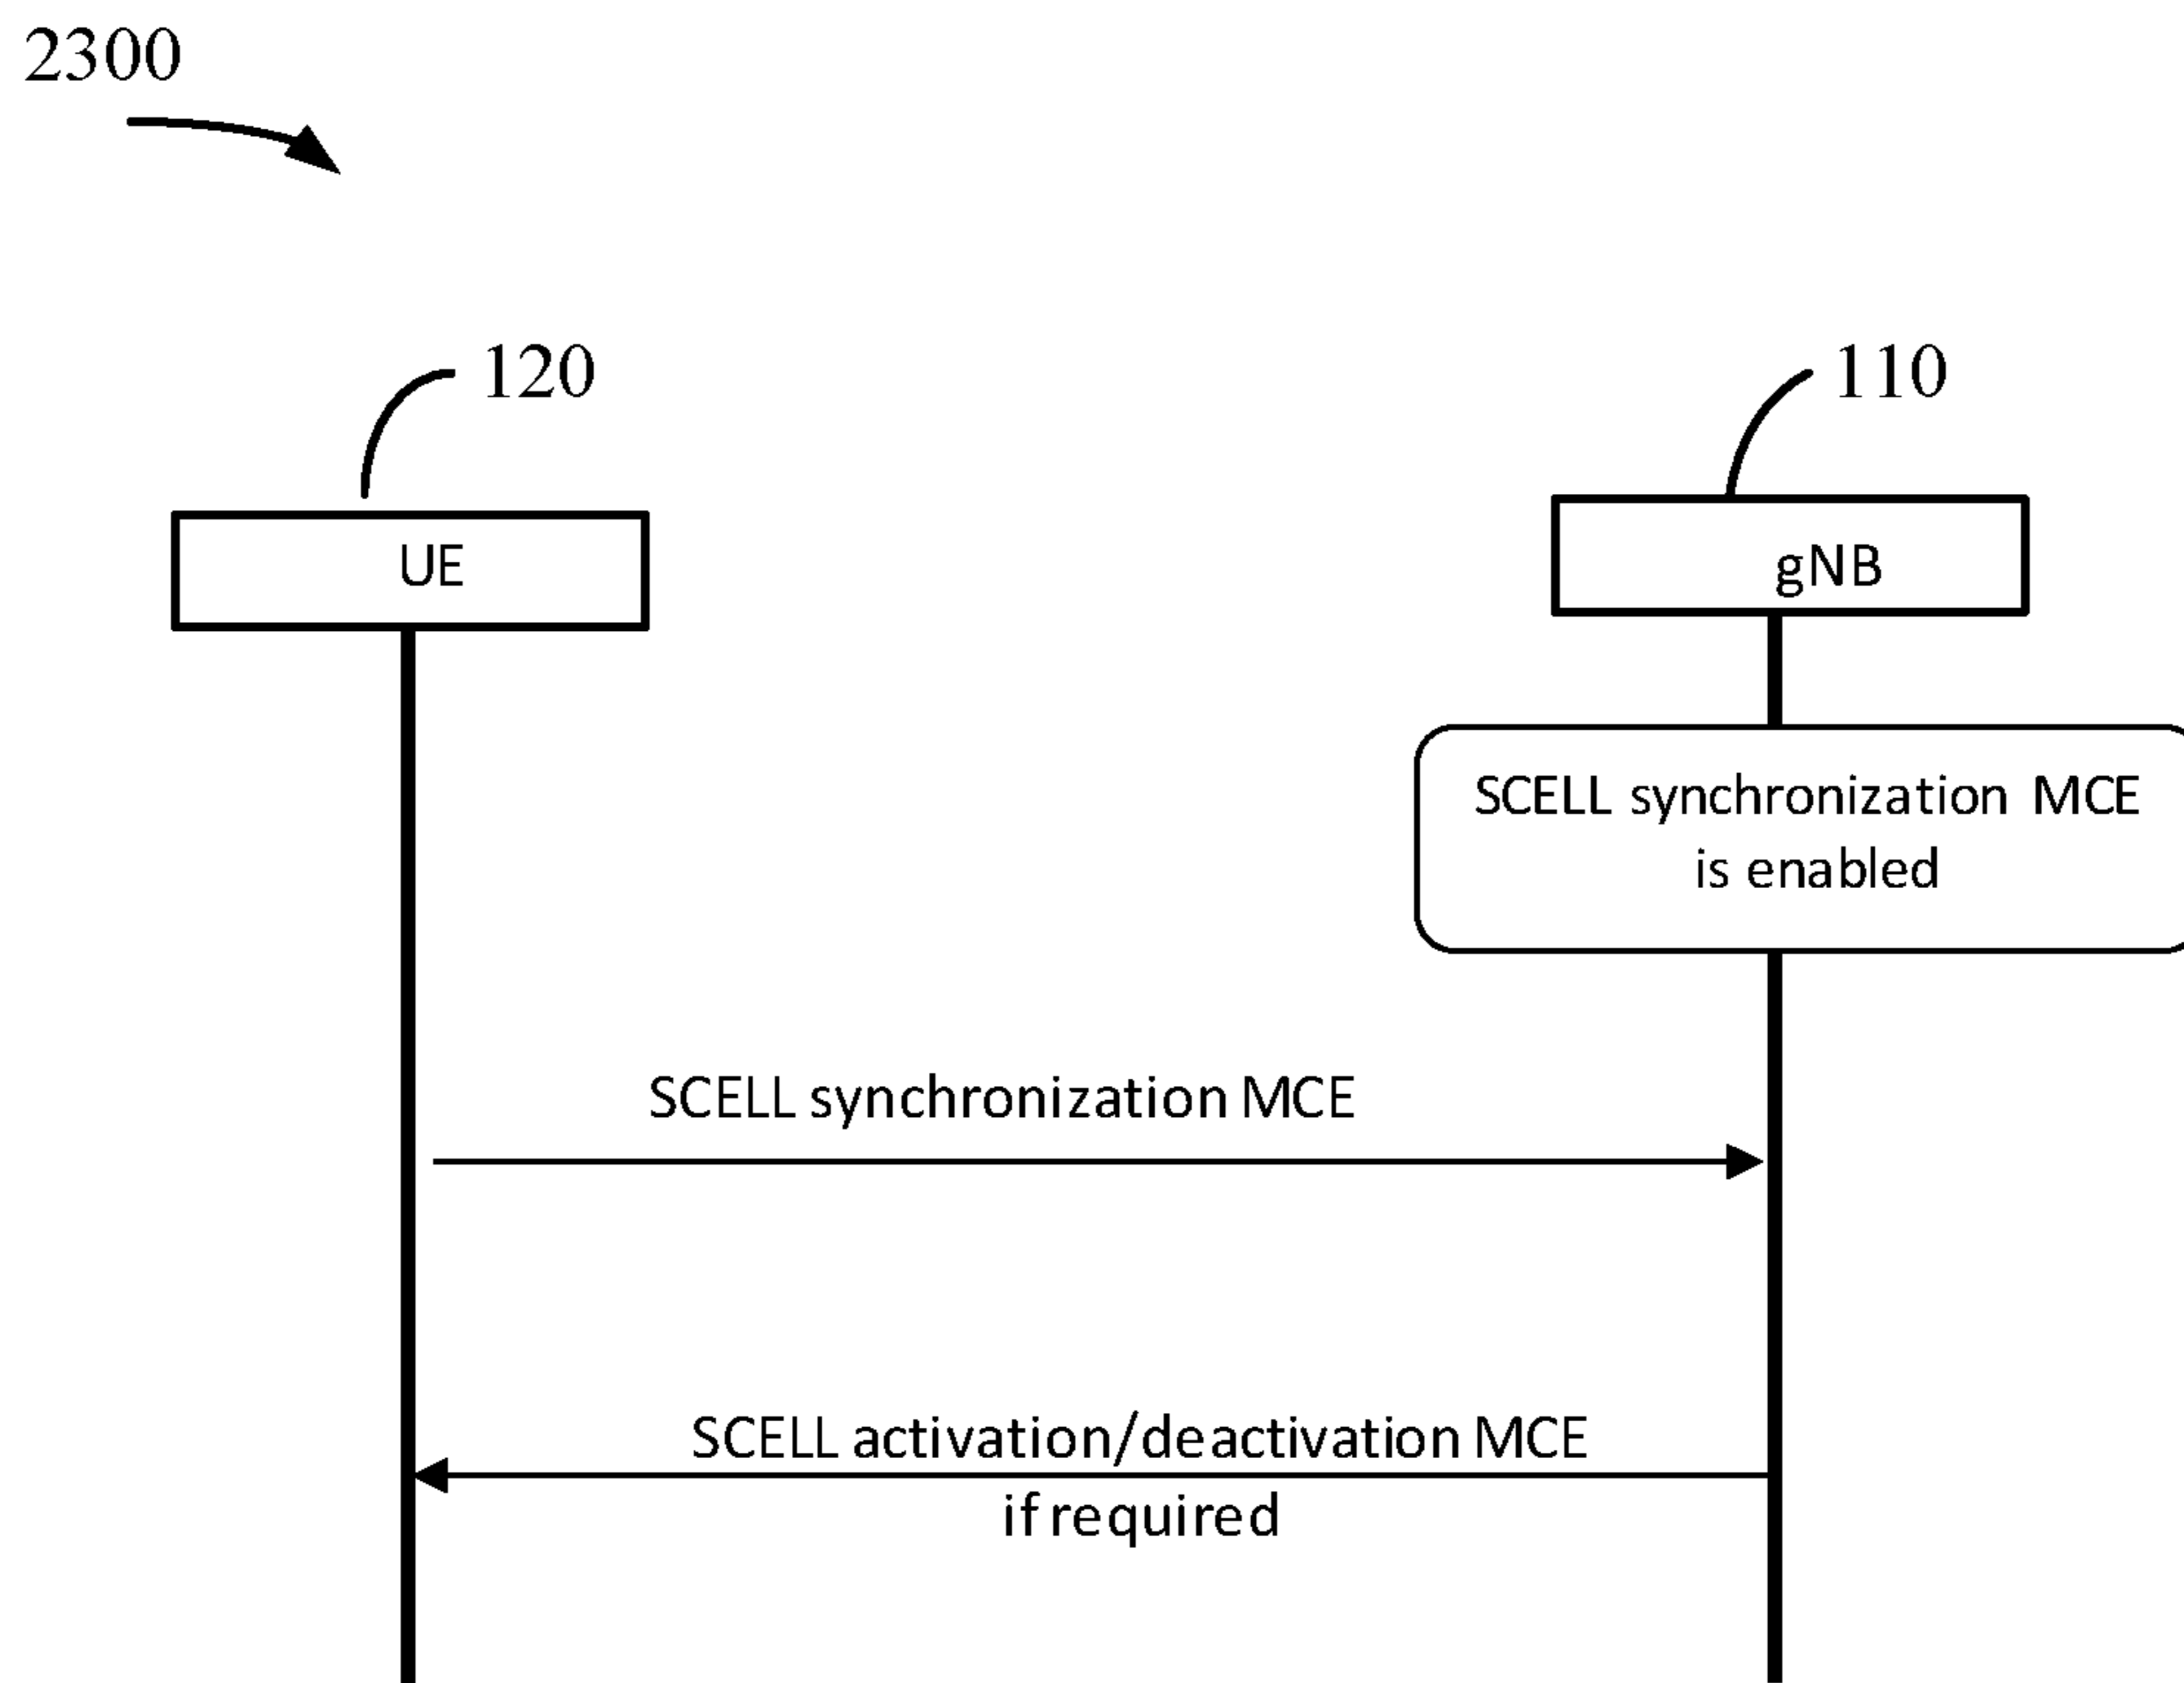 2300
120
110
UE
gNB
SCELL synchronization MCE
is enabled
SCELL synchronization MCE
SCELL activation/deactivation MCE
if required